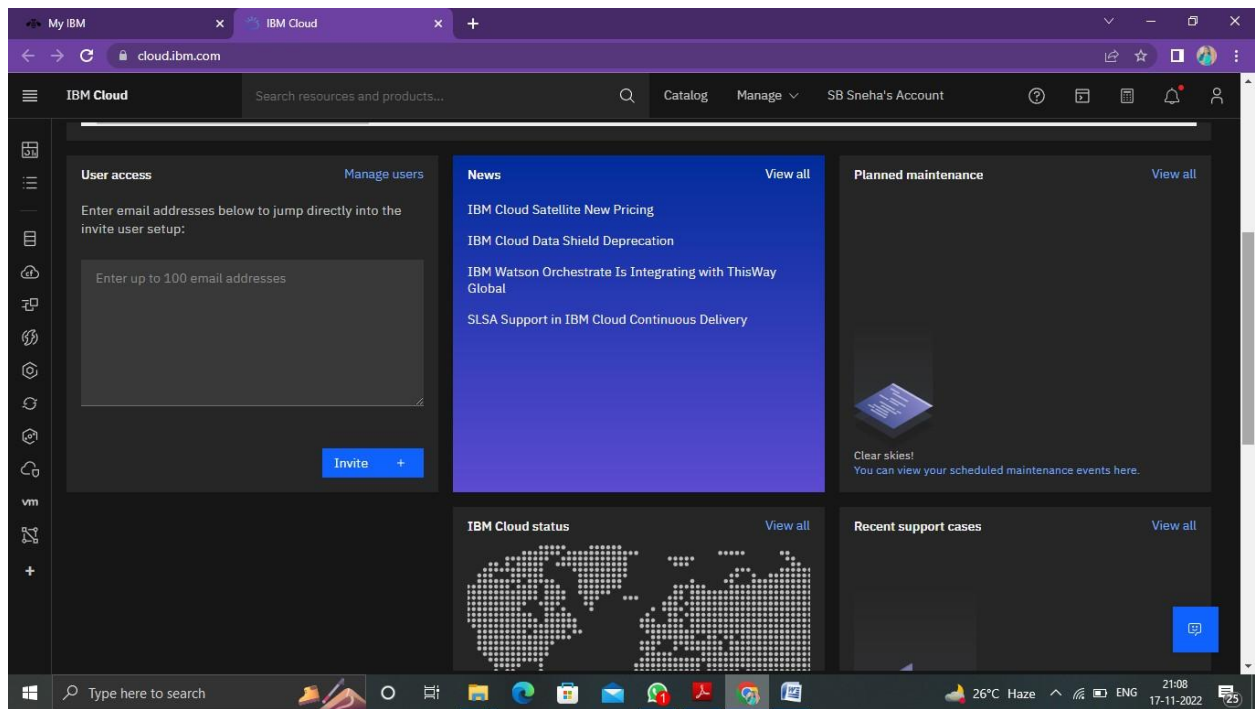 My IBM
IBM Cloud
cloud.ibm.com
IBM Cloud
Search resources and products...
Catalog
Manage
SB Sneha's Account
User access
Manage users
Enter email addresses below to jump directly into the
invite user setup:
Enter up to 100 email addresses
Invite +
News
View all
IBM Cloud Satellite New Pricing
IBM Cloud Data Shield Deprecation
IBM Watson Orchestrate Is Integrating with ThisWay
Global
SLSA Support in IBM Cloud Continuous Delivery
Planned maintenance
View all
Clear skies!
You can view your scheduled maintenance events here.
vm
IBM Cloud status
View all
Recent support cases
View all
Type here to search
26°C Haze
ENG
21:08
17-11-2022
25